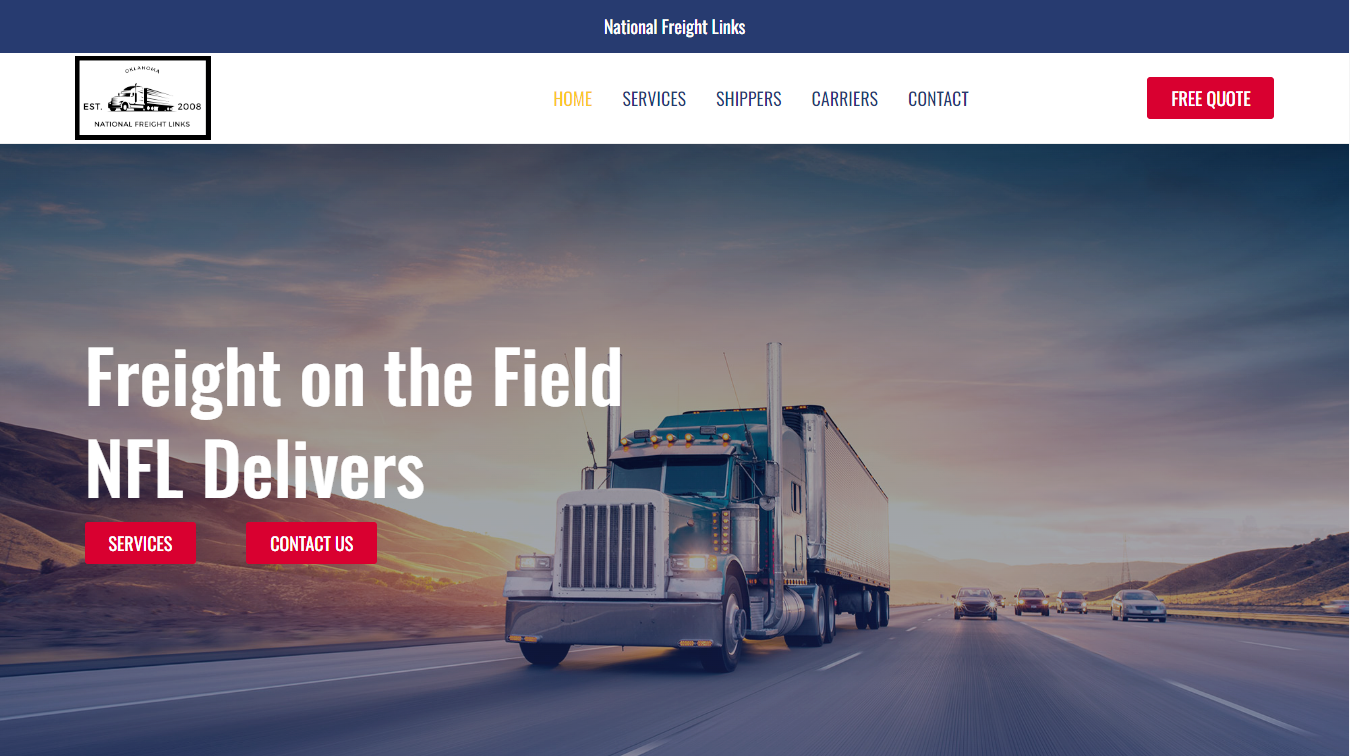 National Freight Links
OKLAHOMA
EST. 2008
NATIONAL FREIGHT LINKS
HOME SERVICES SHIPPERS CARRIERS CONTACT
FREE QUOTE
Freight on the Field
NFL Delivers
SERVICES CONTACT US